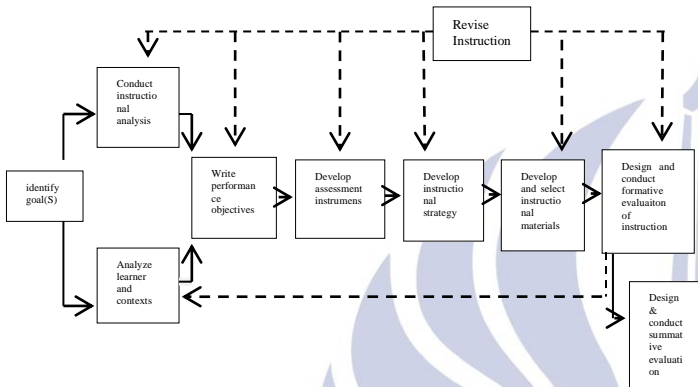 Revise
Instruction
Conduct
instructio
nal
analysis
identify
goal(S)
Write
performan
ce
objectives
Develop
assessment
instrumens
Develop
instructio
nal
strategy
Develop
and select
instructio
nal
materials
Design and
conduct
formative
evaluaiton
of
instruction
Analyze
learner
and
contexts
Design
&
conduct
summat
ive
evaluati
on